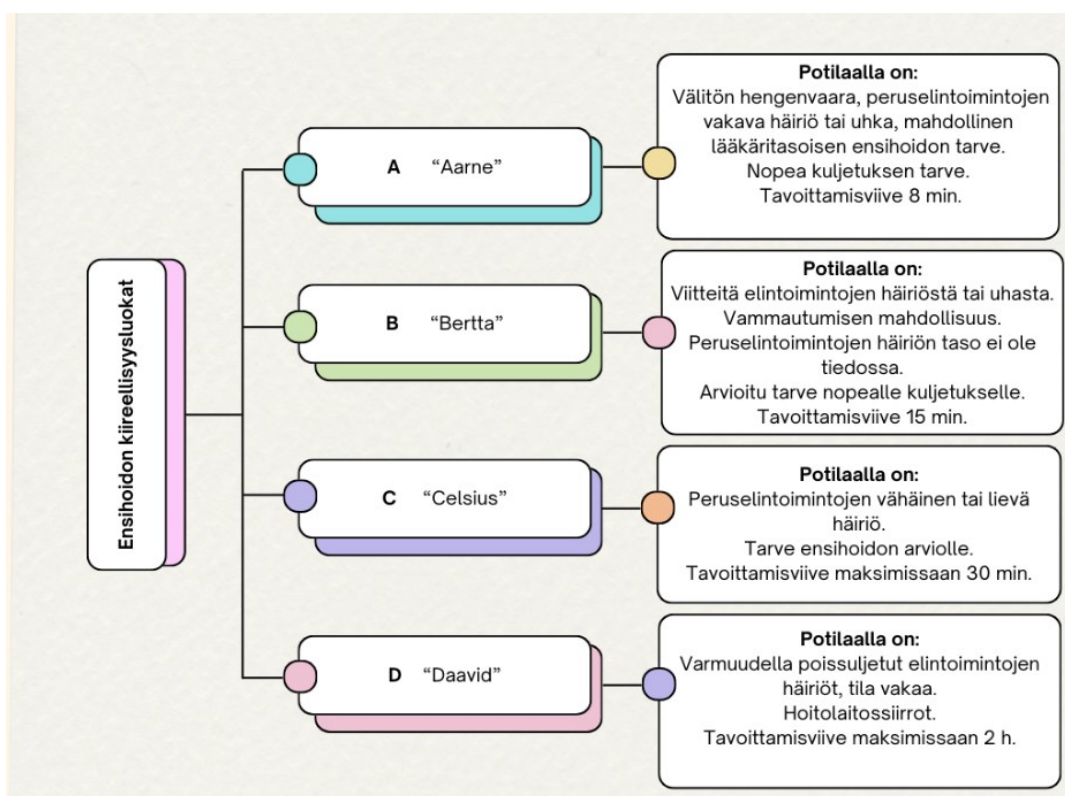 Ensihoidon kiireellisyysluokat
A "Aarne"
Potilaalla on:
Välitön hengenvaara, peruselintoimintojen
vakava häiriö tai uhka, mahdollinen
lääkäritasoisen ensihoidon tarve.
Nopea kuljetuksen tarve.
Tavoittamisviive 8 min.
B "Bertta"
Potilaalla on:
Viitteitä elintoimintojen häiriöstä tai uhasta.
Vammautumisen mahdollisuus.
Peruselintoimintojen häiriön taso ei ole
tiedossa.
Arvioitu tarve nopealle kuljetukselle.
Tavoittamisviive 15 min.
C "Celsius"
Potilaalla on:
Peruselintoimintojen vähäinen tai lievä
häiriö.
Tarve ensihoidon arviolle.
Tavoittamisviive maksimissaan 30 min.
D "Daavid"
Potilaalla on:
Varmuudella poissuljetut elintoimintojen
häiriöt, tila vakaa.
Hoitolaitossiirrot.
Tavoittamisviive maksimissaan 2 h.